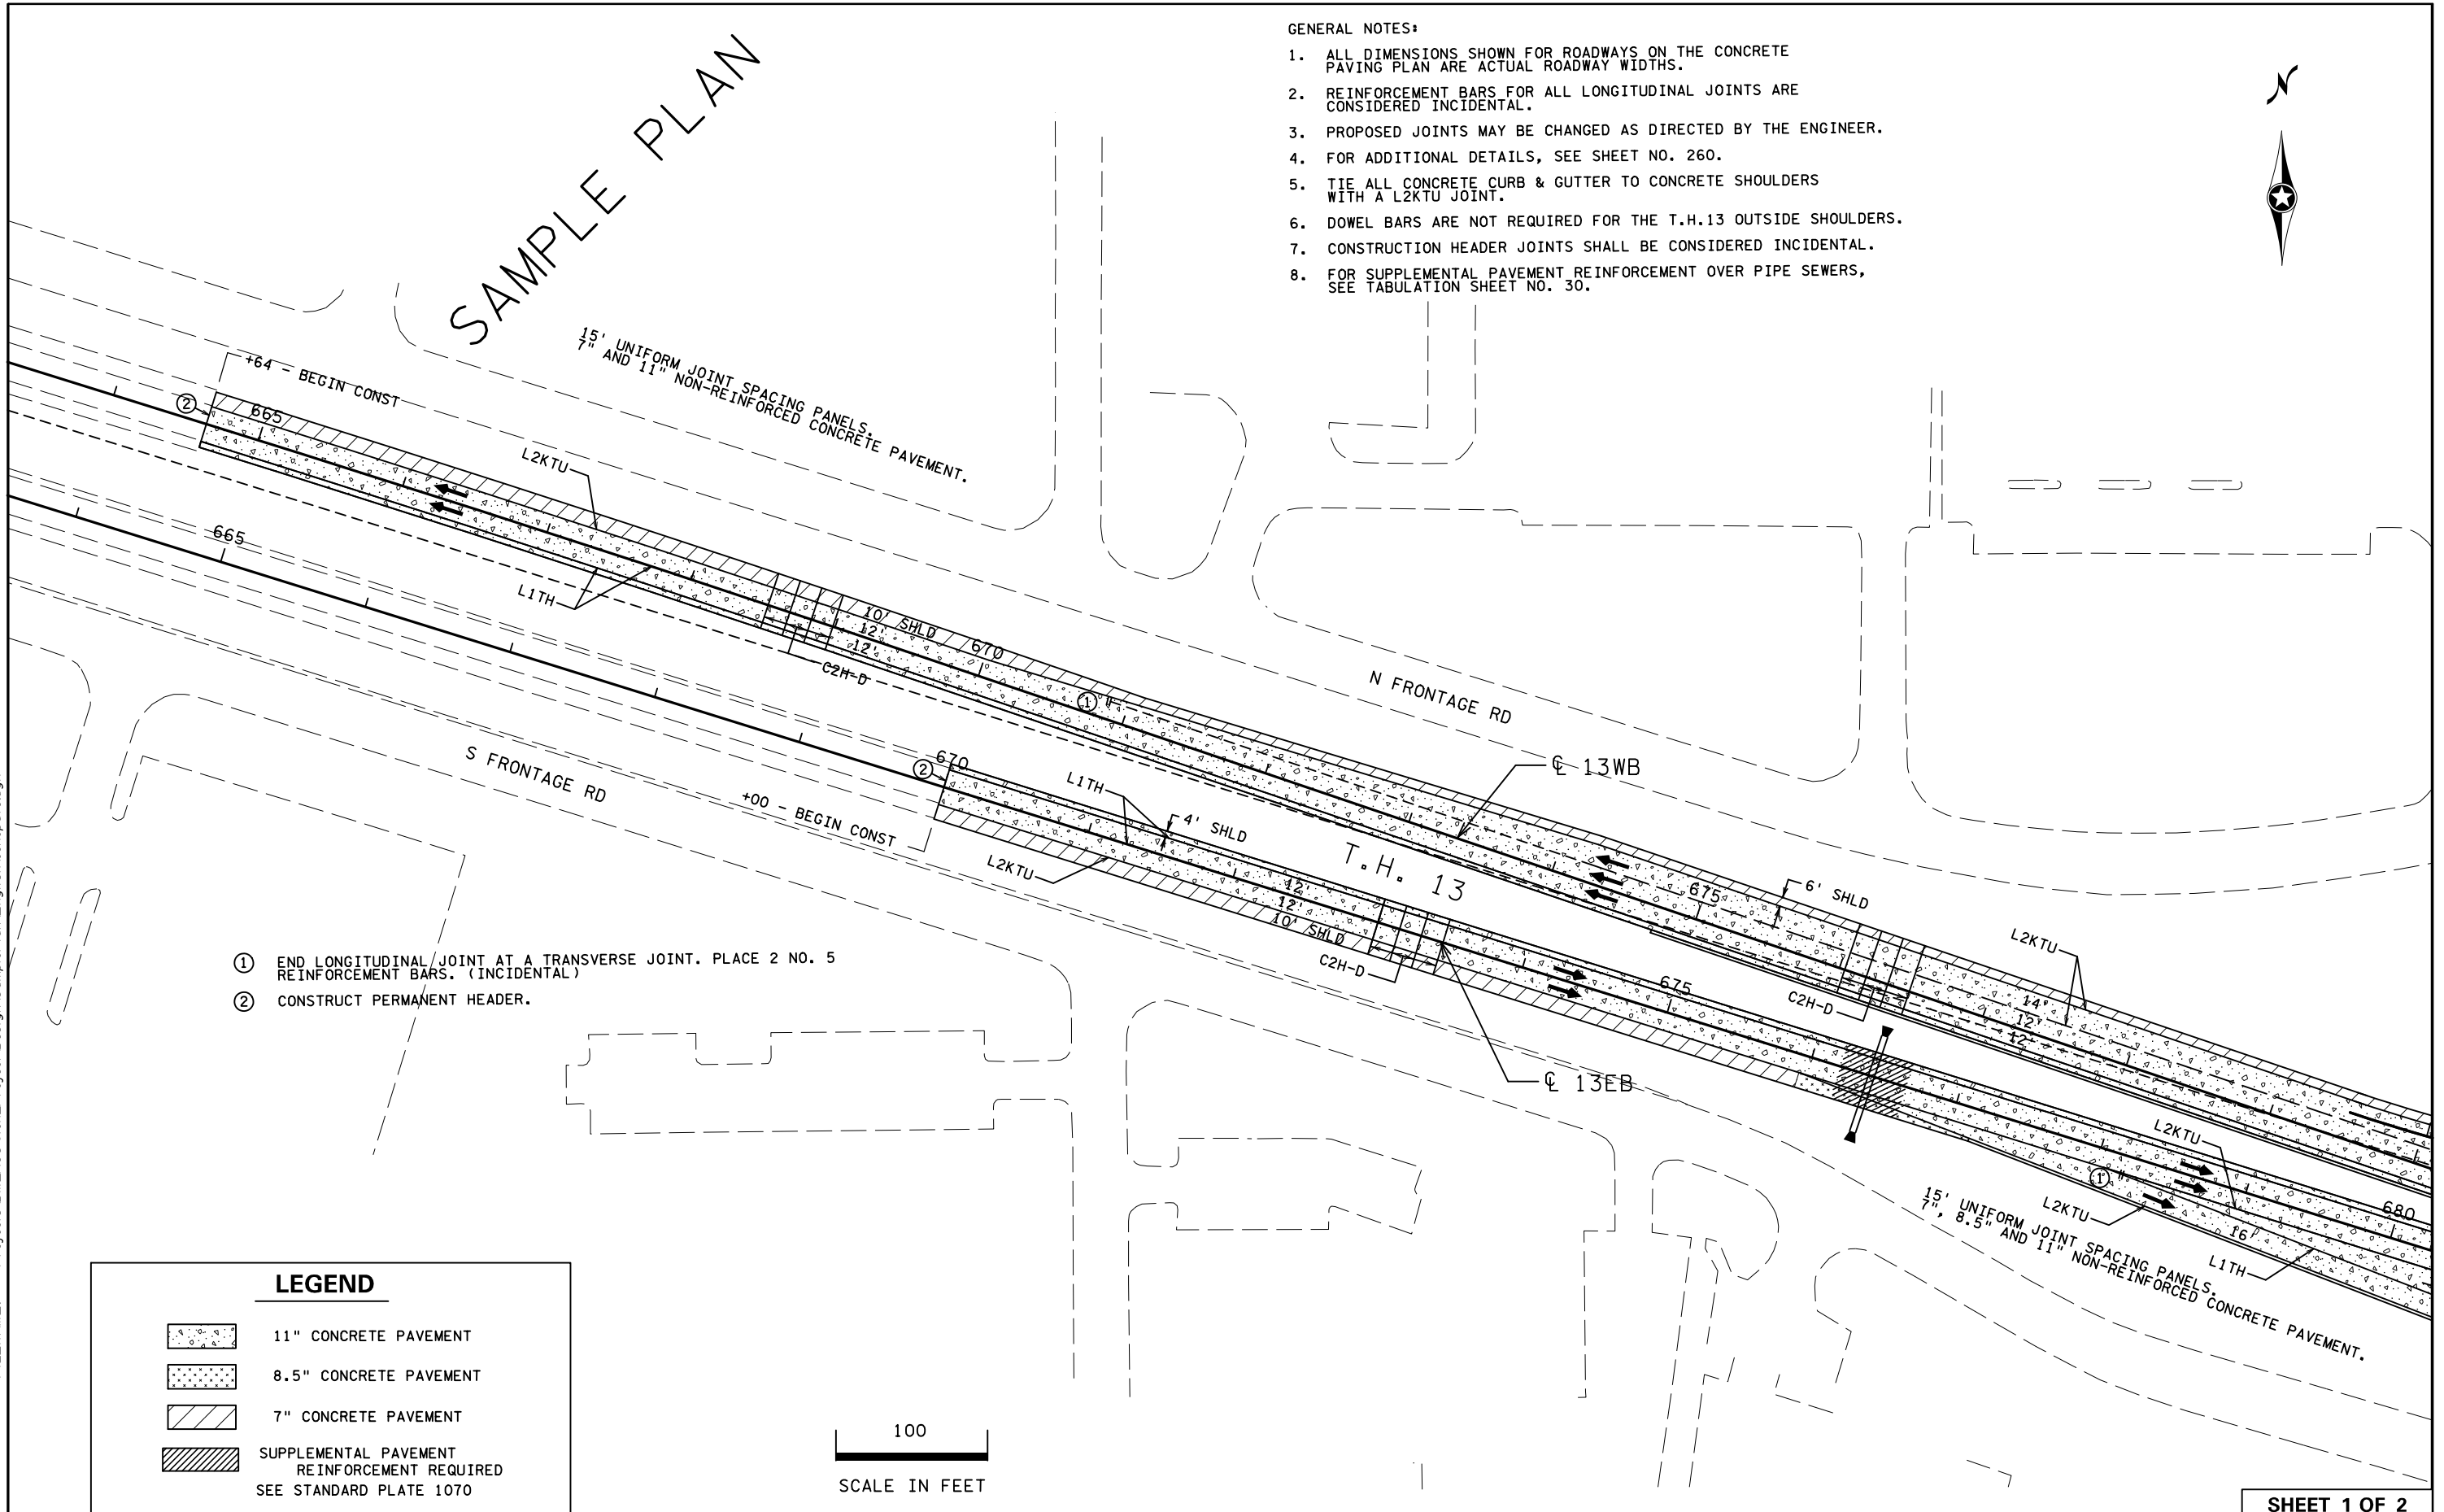 SAMPLE PLAN
GENERAL NOTES:
1. ALL DIMENSIONS SHOWN FOR ROADWAYS ON THE CONCRETE
PAVING PLAN ARE ACTUAL ROADWAY WIDTHS.
2. REINFORCEMENT BARS FOR ALL LONGITUDINAL JOINTS ARE
CONSIDERED INCIDENTAL.
3. PROPOSED JOINTS MAY BE CHANGED AS DIRECTED BY THE ENGINEER.
4. FOR ADDITIONAL DETAILS, SEE SHEET NO. 260.
5. TIE ALL CONCRETE CURB & GUTTER TO CONCRETE SHOULDERS
WITH A L2KTU JOINT.
6. DOWEL BARS ARE NOT REQUIRED FOR THE T.H.13 OUTSIDE SHOULDERS.
7. CONSTRUCTION HEADER JOINTS SHALL BE CONSIDERED INCIDENTAL.
8. FOR SUPPLEMENTAL PAVEMENT REINFORCEMENT OVER PIPE SEWERS,
SEE TABULATION SHEET NO. 30.
N
15' UNIFORM JOINT SPACING PANELS.
7" AND 11" NON-REINFORCED CONCRETE PAVEMENT.
+64 - BEGIN CONST
2
665
L2KTU
665
L1TH
10' SHLD
12'
12'
670
C2H-D
1
N FRONTAGE RD
S FRONTAGE RD
℄ 13WB
2
670
L1TH
+00 - BEGIN CONST
4' SHLD
L2KTU
T.H. 13
12'
12'
10' SHLD
C2H-D
675
6' SHLD
L2KTU
675
C2H-D
14'
12'
12'
℄ 13EB
1 END LONGITUDINAL JOINT AT A TRANSVERSE JOINT. PLACE 2 NO. 5
REINFORCEMENT BARS. (INCIDENTAL)
2 CONSTRUCT PERMANENT HEADER.
L2KTU
1
L2KTU
680
16'
L1TH
15' UNIFORM JOINT SPACING PANELS.
7", 8.5" AND 11" NON-REINFORCED CONCRETE PAVEMENT.
LEGEND
11" CONCRETE PAVEMENT
8.5" CONCRETE PAVEMENT
7" CONCRETE PAVEMENT
SUPPLEMENTAL PAVEMENT
REINFORCEMENT REQUIRED
SEE STANDARD PLATE 1070
100
SCALE IN FEET
SHEET 1 OF 2